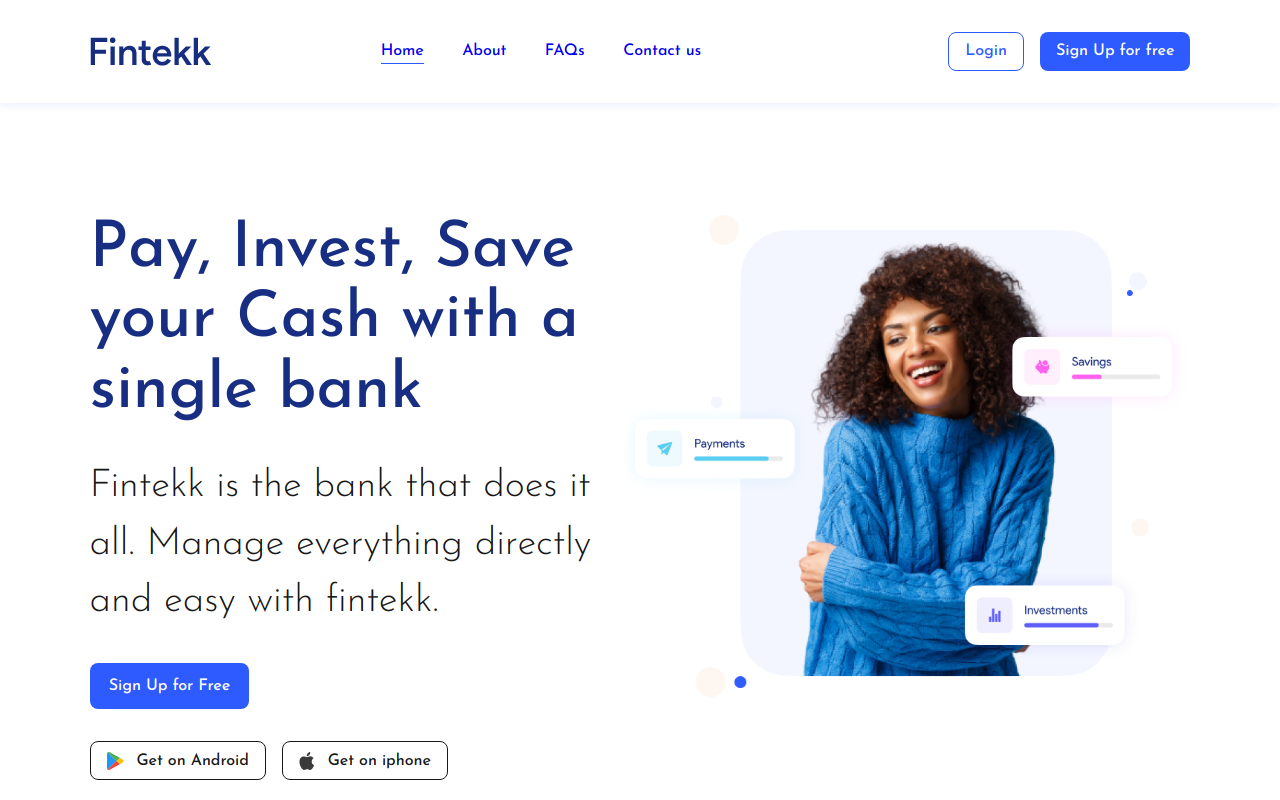 Fintekk
Home
About
FAQs
Contact us
Login
Sign Up for free
Pay, Invest, Save
your Cash with a
single bank
Fintekk is the bank that does it
all. Manage everything directly
and easy with fintekk.
Sign Up for Free
Get on Android
Get on iphone
Savings
Payments
Investments